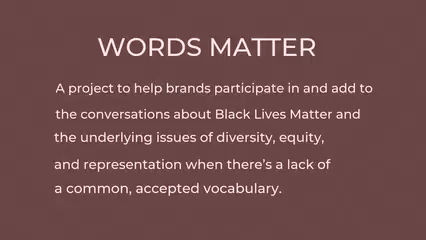 WORDS MATTER
A project to help brands participate in and add to
the conversations about Black Lives Matter and
the underlying issues of diversity, equity,
and representation when there’s a lack of
a common, accepted vocabulary.